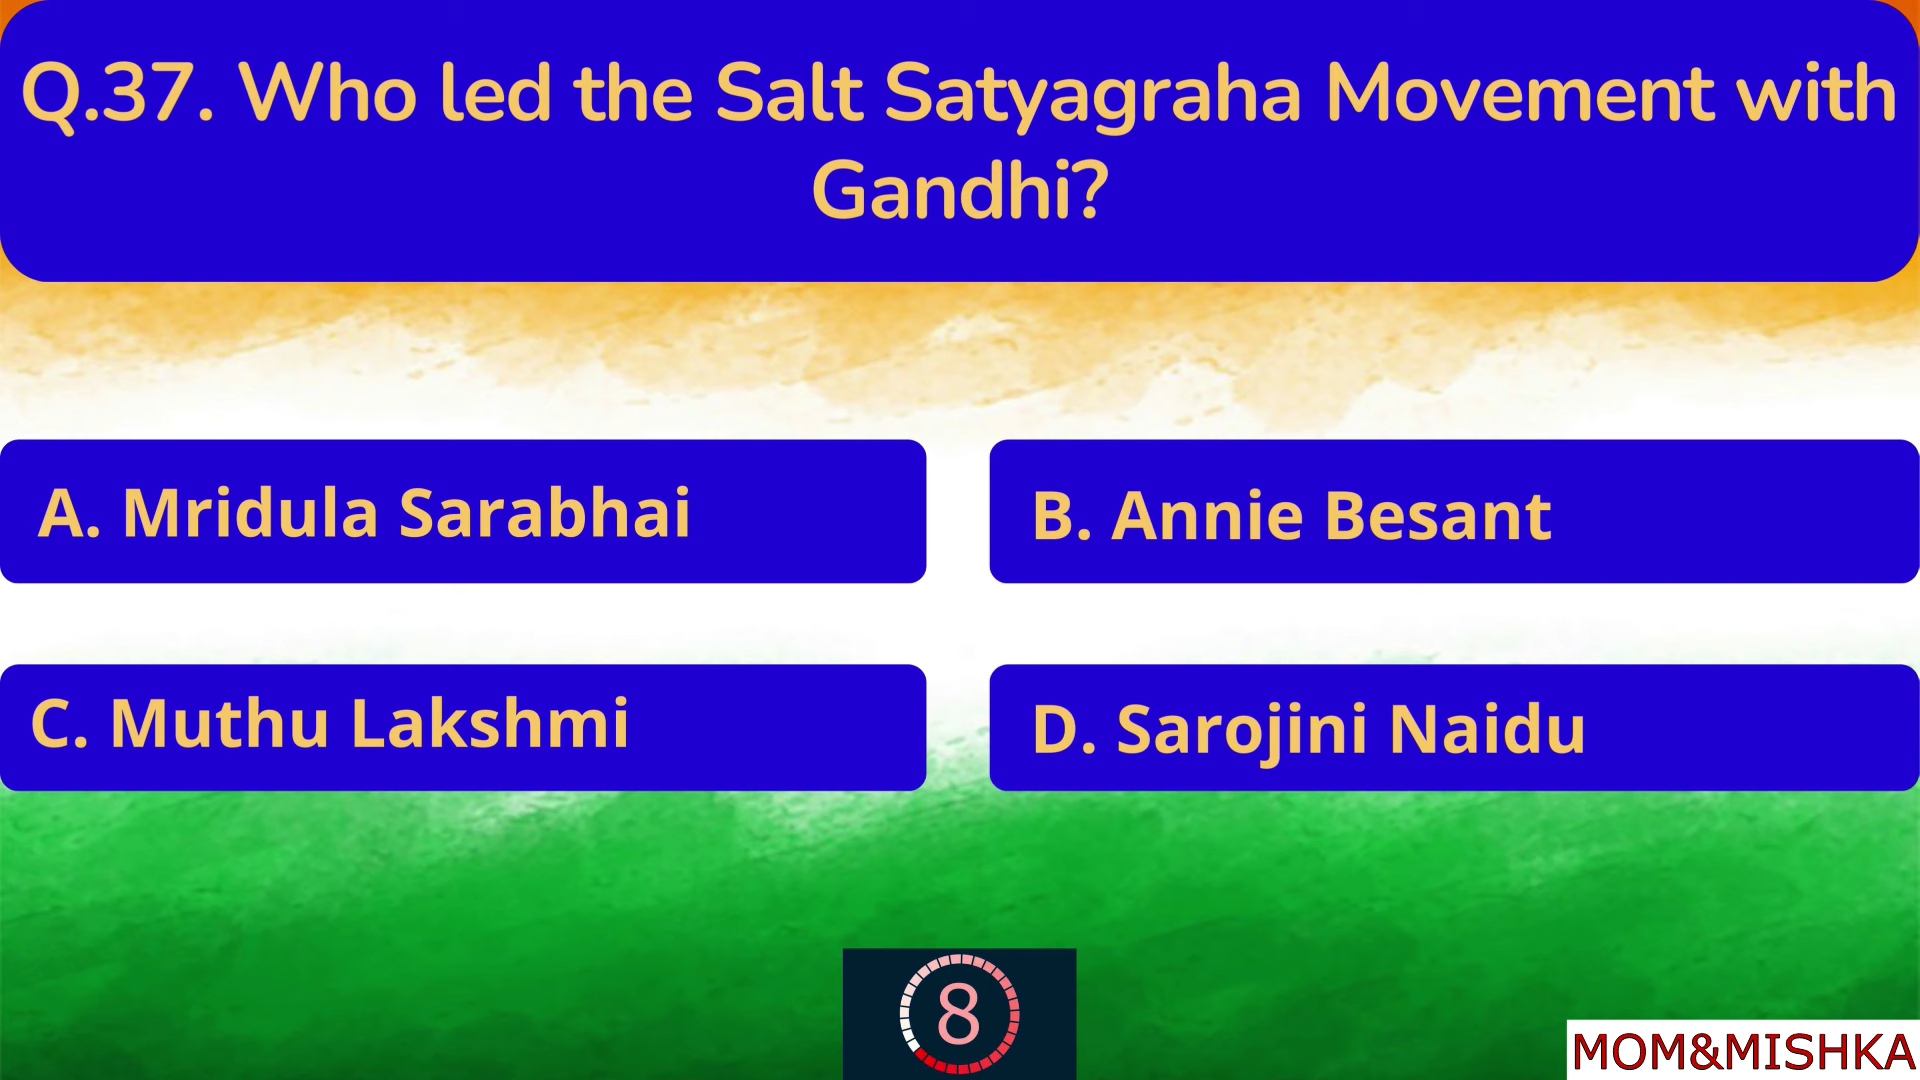 Q.37. Who led the Salt Satyagraha Movement with
Gandhi?
A. Mridula Sarabhai
B. Annie Besant
C. Muthu Lakshmi
D. Sarojini Naidu
8
MOM&MISHKA